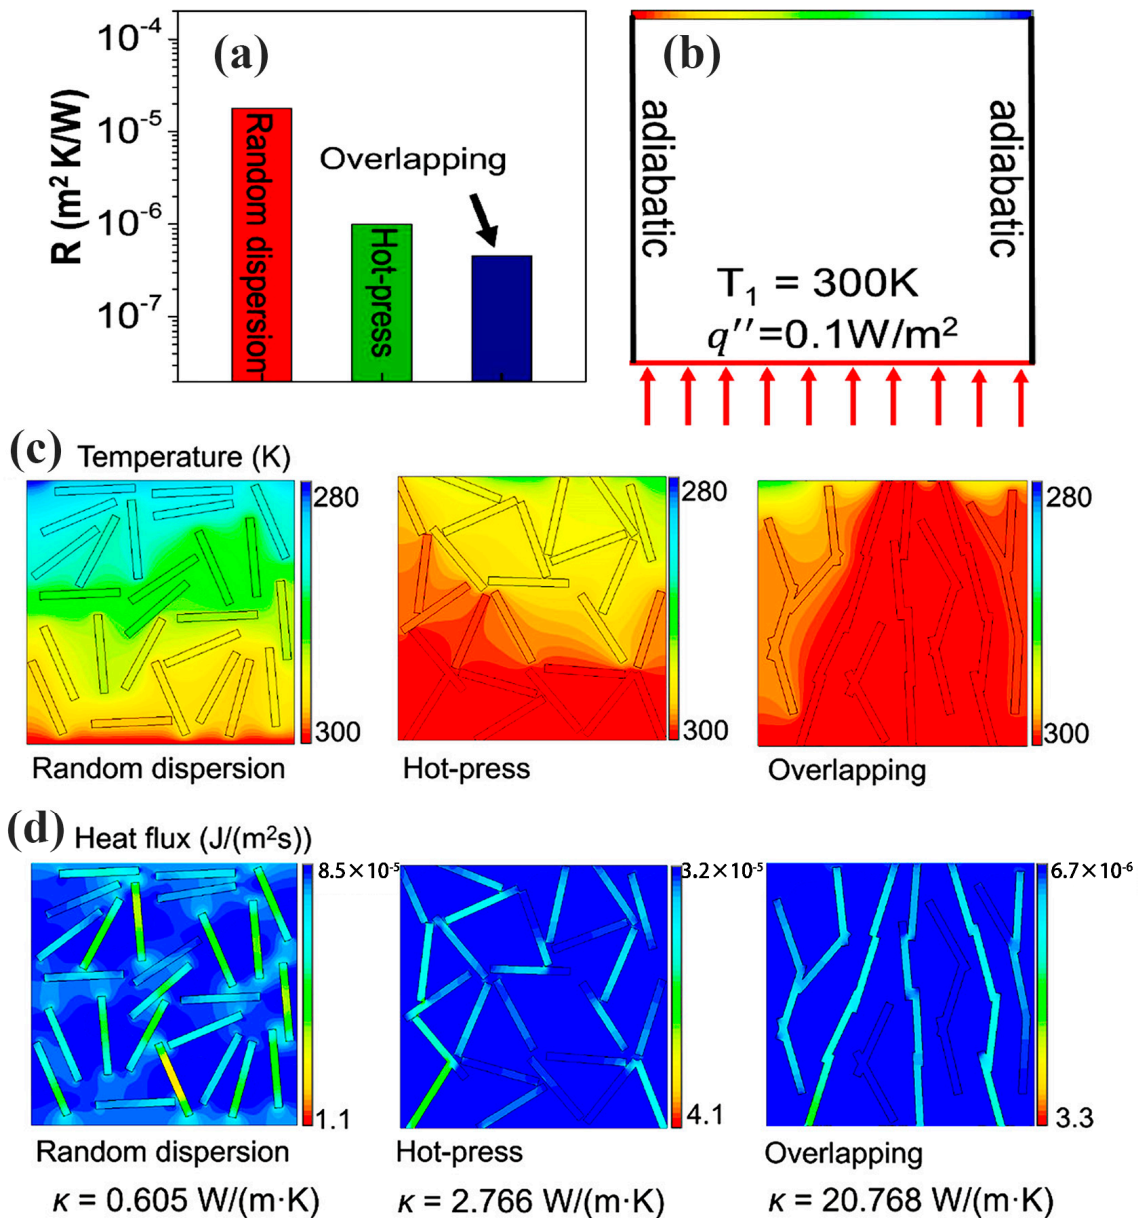 (a)
R (m² K/W)
10⁻⁴
10⁻⁵
10⁻⁶
10⁻⁷
Random dispersion
Hot-press
Overlapping
(b)
adiabatic
adiabatic
T₁ = 300K
q′′=0.1W/m²
(c) Temperature (K)
280
300
Random dispersion
280
300
Hot-press
280
300
Overlapping
(d) Heat flux (J/(m²s))
8.5×10⁻⁵
1.1
Random dispersion
κ = 0.605 W/(m·K)
3.2×10⁻⁵
4.1
Hot-press
κ = 2.766 W/(m·K)
6.7×10⁻⁶
3.3
Overlapping
κ = 20.768 W/(m·K)